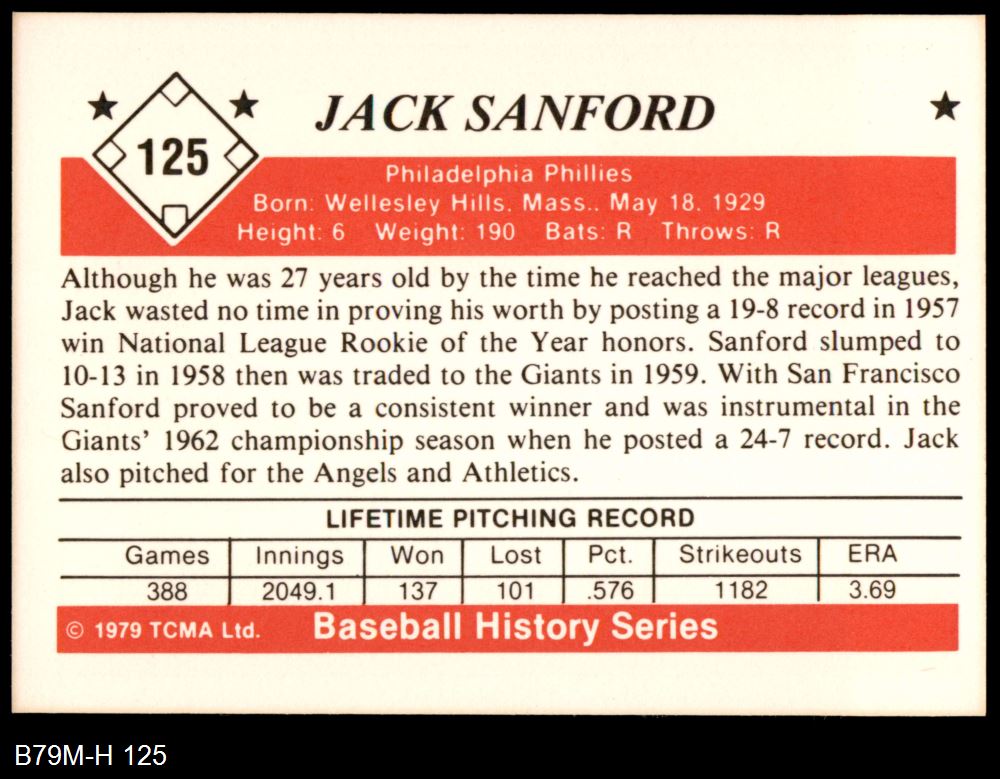 JACK SANFORD
125
Philadelphia Phillies
Born: Wellesley Hills, Mass., May 18, 1929
Height: 6 Weight: 190 Bats: R Throws: R
Although he was 27 years old by the time he reached the major leagues,
Jack wasted no time in proving his worth by posting a 19-8 record in 1957
win National League Rookie of the Year honors. Sanford slumped to
10-13 in 1958 then was traded to the Giants in 1959. With San Francisco
Sanford proved to be a consistent winner and was instrumental in the
Giants' 1962 championship season when he posted a 24-7 record. Jack
also pitched for the Angels and Athletics.
LIFETIME PITCHING RECORD
Games Innings Won Lost Pct. Strikeouts ERA
388 2049.1 137 101 .576 1182 3.69
© 1979 TCMA Ltd. Baseball History Series
B79M-H 125